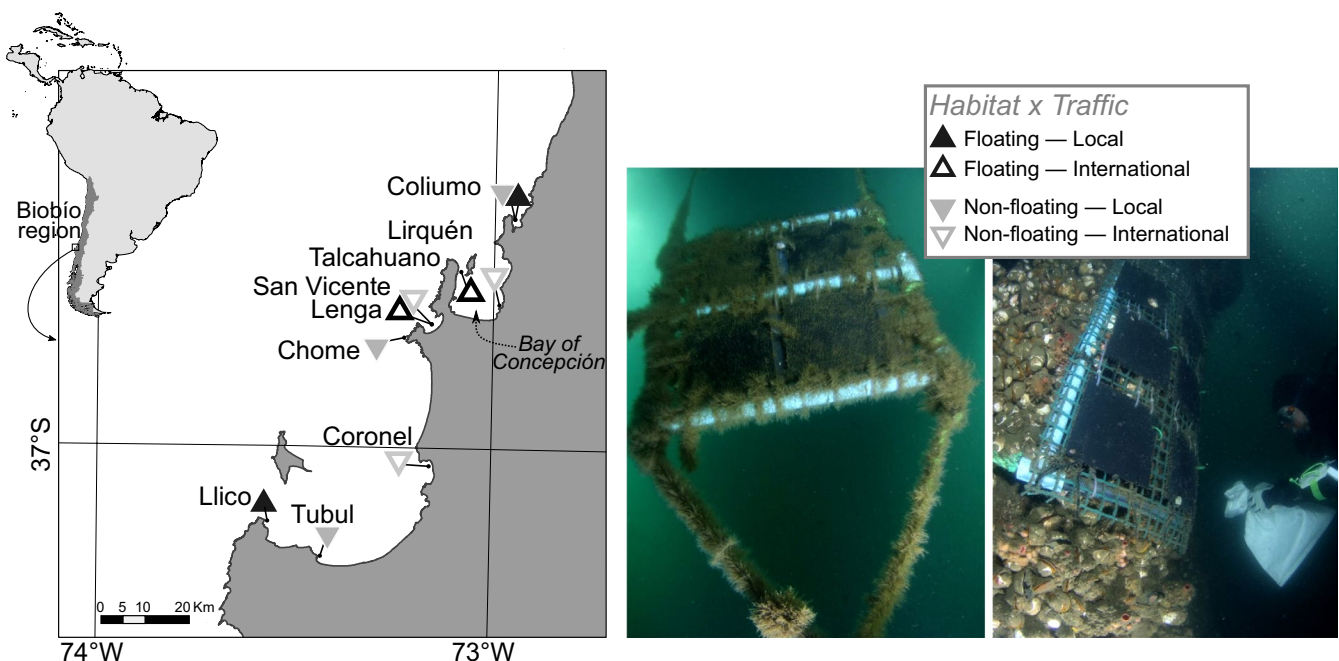 Biobío
region
Coliumo
Lirquén
Talcahuano
San Vicente
Lenga
Chome
Bay of
Concepción
Coronel
Llico
Tubul
37°S
0 5 10 20 Km
74°W
73°W
Habitat x Traffic
Floating — Local
Floating — International
Non-floating — Local
Non-floating — International